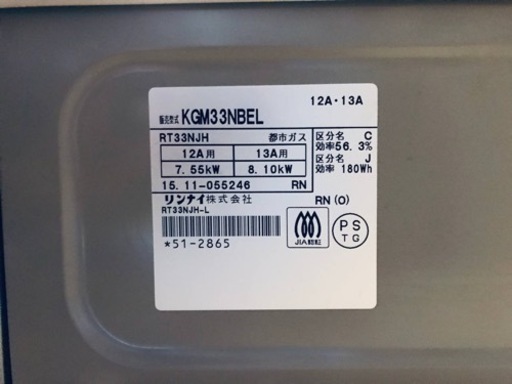 12A・13A
販売型式 KGM33NBEL
RT33NJH 都市ガス
12A用 13A用
7.55kW 8.10kW
区分名 C
効率56.3%
区分名 J
効率 180Wh
15.11-055246 RN
リンナイ株式会社 RN(O)
RT33NJH-L
*51-2865
JIA認証
PS
TG